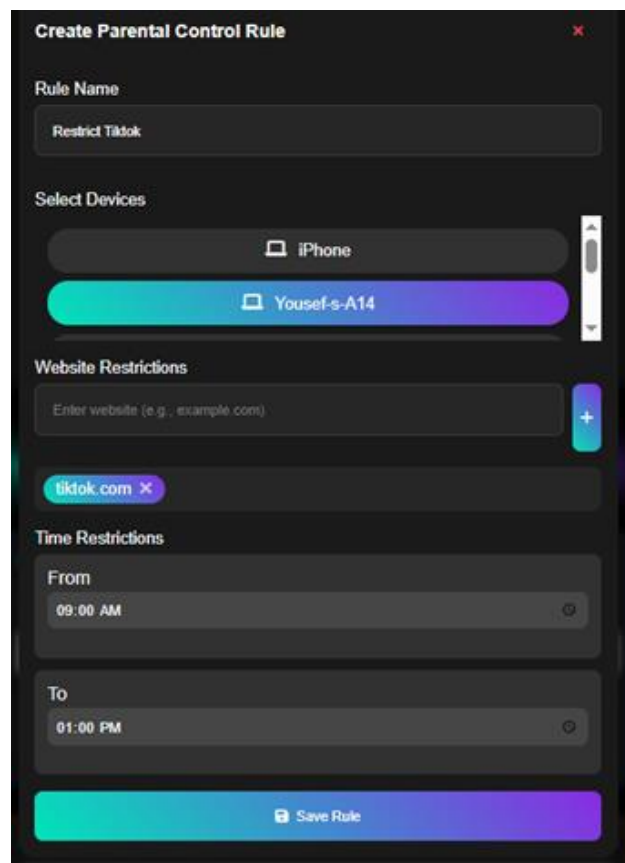 Create Parental Control Rule ×
Rule Name
Restrict Tiktok
Select Devices
iPhone
Yousef-s-A14
Website Restrictions
Enter website (e.g., example.com)
+
tiktok.com ×
Time Restrictions
From
09:00 AM
To
01:00 PM
Save Rule